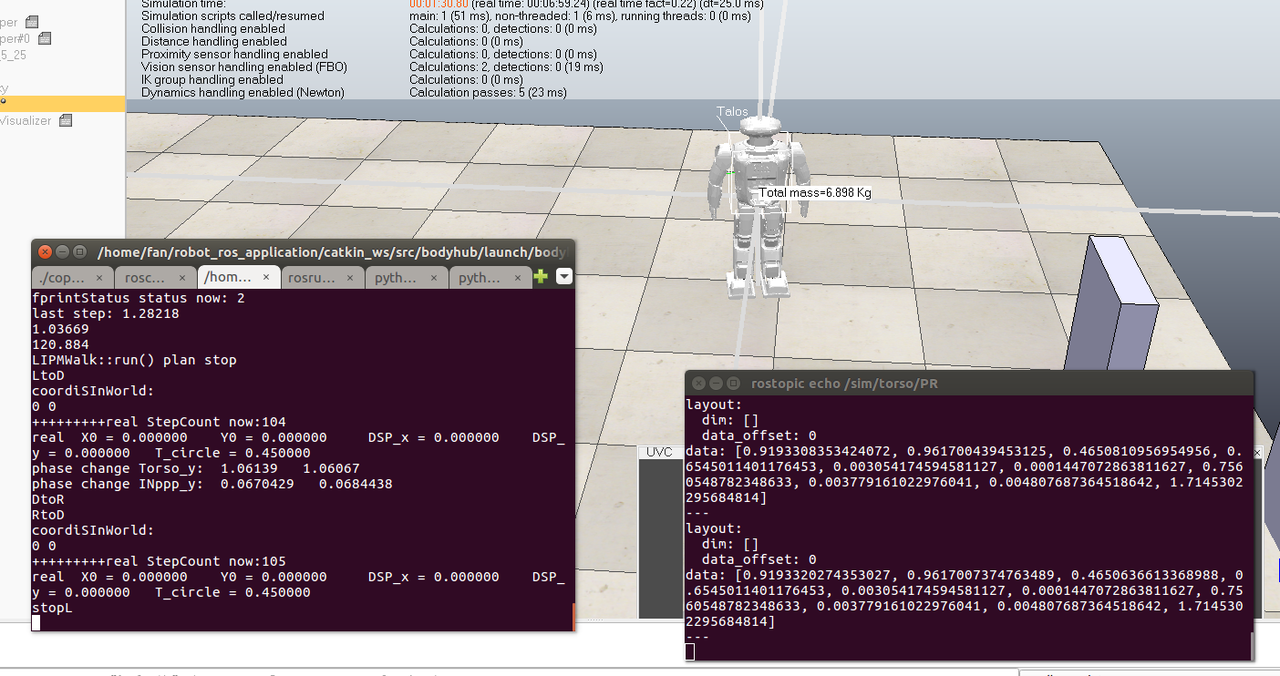 Simulation time:
00:01:30.80 (real time: 00:06:59.24) (real time fact=0.22) (dt=25.0 ms)
Simulation scripts called/resumed
main: 1 (51 ms), non-threaded: 1 (6 ms), running threads: 0 (0 ms)
Collision handling enabled
Calculations: 0, detections: 0 (0 ms)
Distance handling enabled
Calculations: 0 (0 ms)
Proximity sensor handling enabled
Calculations: 0, detections: 0 (0 ms)
Vision sensor handling enabled (FBO)
Calculations: 2, detections: 0 (19 ms)
IK group handling enabled
Calculations: 0 (0 ms)
Dynamics handling enabled (Newton)
Calculation passes: 5 (23 ms)
per
per#0
_5_25
Visualizer
Talos
Total mass=6.898 Kg
/home/fan/robot_ros_application/catkin_ws/src/bodyhub/launch/body
./cop... ×
rosc... ×
/hom... ×
rosru... ×
pyth... ×
pyth... ×
fprintStatus status now: 2
last step: 1.28218
1.03669
120.884
LIPMWalk::run() plan stop
LtoD
coordiSInWorld:
0 0
+++++++++real StepCount now:104
real  X0 = 0.000000    Y0 = 0.000000     DSP_x = 0.000000    DSP_
y = 0.000000   T_circle = 0.450000
phase change Torso_y:  1.06139   1.06067
phase change INppp_y:  0.0670429   0.0684438
DtoR
RtoD
coordiSInWorld:
0 0
+++++++++real StepCount now:105
real  X0 = 0.000000    Y0 = 0.000000     DSP_x = 0.000000    DSP_
y = 0.000000   T_circle = 0.450000
stopL
UVC
rostopic echo /sim/torso/PR
layout:
  dim: []
  data_offset: 0
data: [0.9193308353424072, 0.961700439453125, 0.4650810956954956, 0.
6545011401176453, 0.003054174594581127, 0.0001447072863811627, 0.756
0548782348633, 0.003779161022976041, 0.004807687364518642, 1.7145302
295684814]
---
layout:
  dim: []
  data_offset: 0
data: [0.9193320274353027, 0.9617007374763489, 0.4650636613368988, 0
.6545011401176453, 0.003054174594581127, 0.0001447072863811627, 0.75
60548782348633, 0.003779161022976041, 0.004807687364518642, 1.714530
2295684814]
---